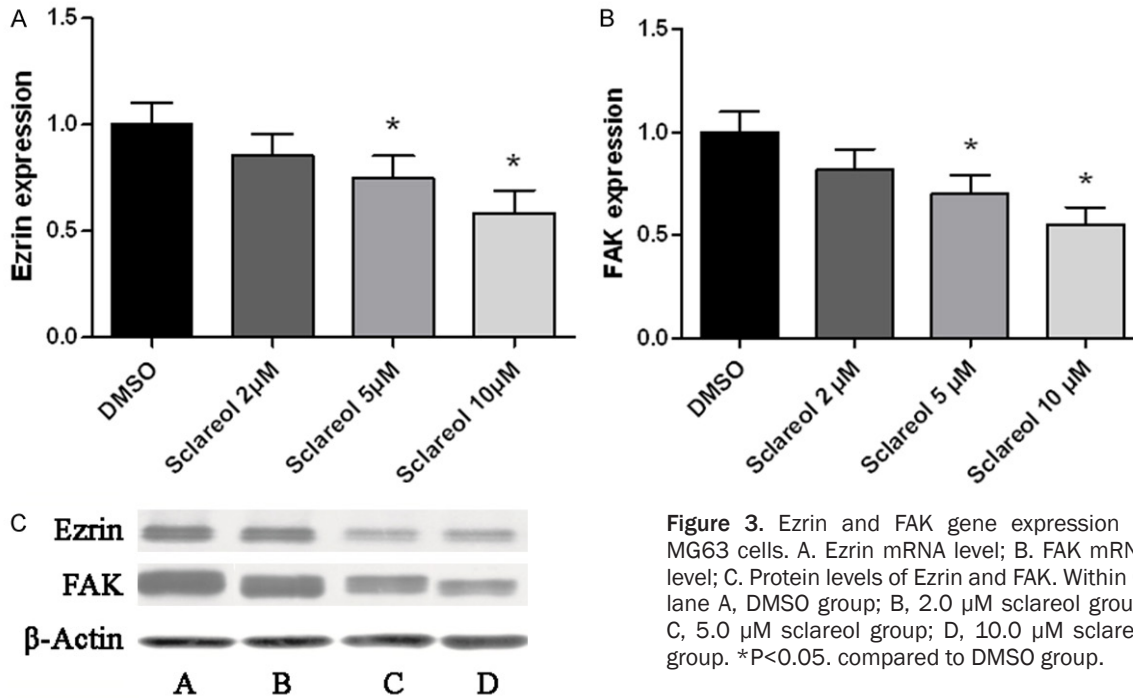 A
1.5
1.0
0.5
0.0
Ezrin expression
*
*
DMSO
Sclareol 2µM
Sclareol 5µM
Sclareol 10µM
B
1.5
1.0
0.5
0.0
FAK expression
*
*
DMSO
Sclareol 2 µM
Sclareol 5 µM
Sclareol 10 µM
C
Ezrin
FAK
β-Actin
A B C D
Figure 3. Ezrin and FAK gene expression
MG63 cells. A. Ezrin mRNA level; B. FAK mRN
level; C. Protein levels of Ezrin and FAK. Within
lane A, DMSO group; B, 2.0 µM sclareol grou
C, 5.0 µM sclareol group; D, 10.0 µM sclare
group. *P<0.05. compared to DMSO group.